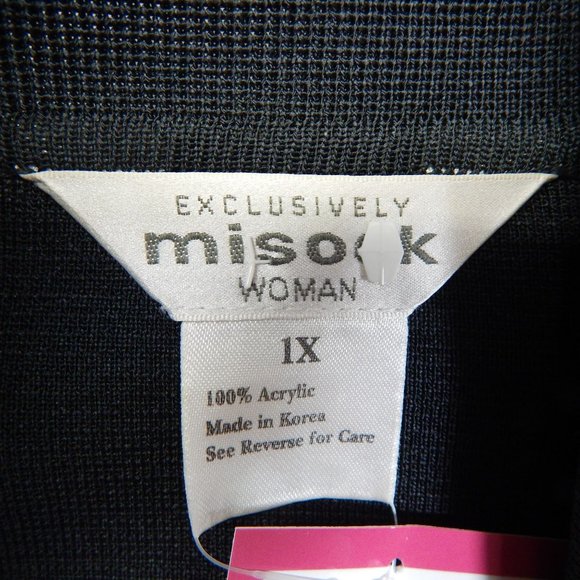 EXCLUSIVELY
misook
WOMAN
1X
100% Acrylic
Made in Korea
See Reverse for Care